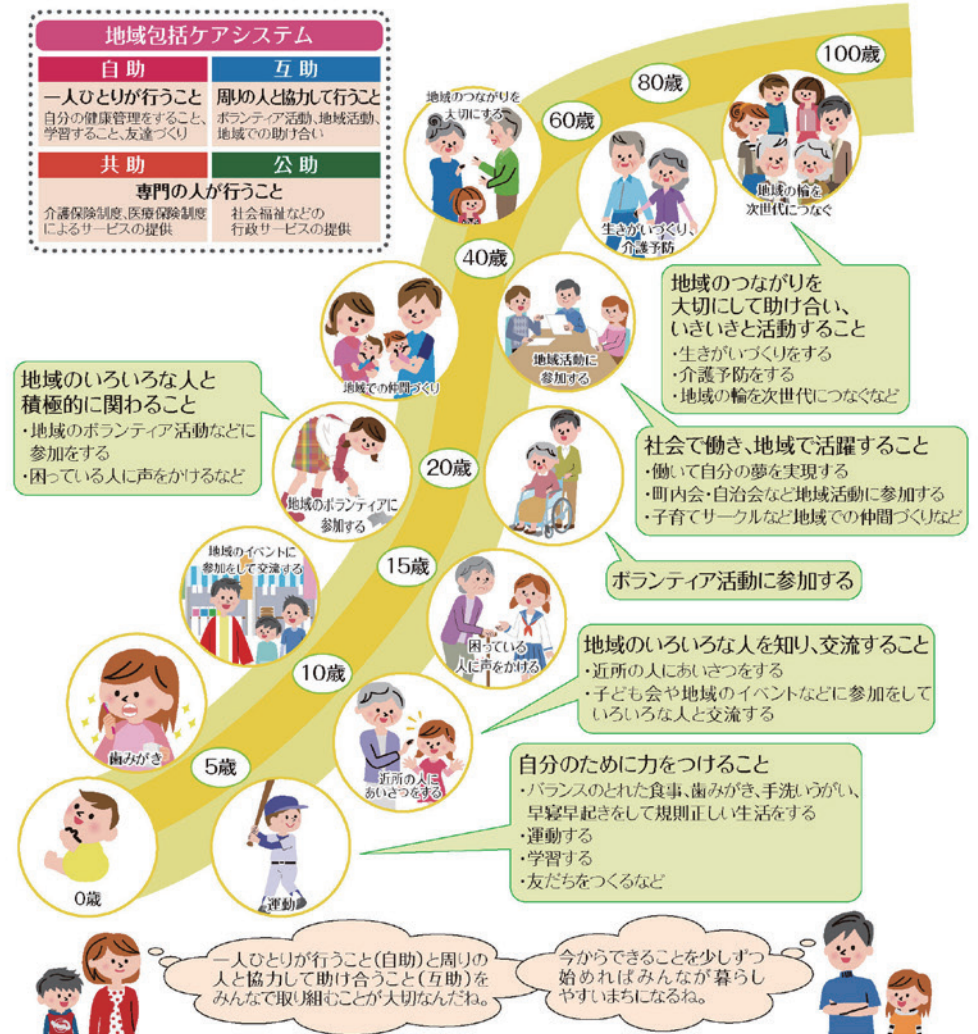 地域包括ケアシステム
自助
一人ひとりが行うこと
自分の健康管理をすること、
学習すること、友達づくり
互助
周りの人と協力して行うこと
ボランティア活動、地域活動、
地域での助け合い
共助
公助
専門の人が行うこと
介護保険制度、医療保険制度
によるサービスの提供
社会福祉などの
行政サービスの提供
100歳
80歳
60歳
地域のつながりを
大切にする
生きがいづくり、
介護予防
地域の輪を
次世代につなぐ
40歳
地域のつながりを
大切にして助け合い、
いきいきと活動すること
・生きがいづくりをする
・介護予防をする
・地域の輪を次世代につなぐなど
地域での仲間づくり
地域活動に
参加する
地域のいろいろな人と
積極的に関わること
・地域のボランティア活動などに
参加をする
・困っている人に声をかけるなど
社会で働き、地域で活躍すること
・働いて自分の夢を実現する
・町内会・自治会など地域活動に参加する
・子育てサークルなど地域での仲間づくりなど
20歳
地域のボランティアに
参加する
地域のイベントに
参加をして交流する
15歳
ボランティア活動に参加する
困っている
人に声をかける
地域のいろいろな人を知り、交流すること
・近所の人にあいさつをする
・子ども会や地域のイベントなどに参加をして
いろいろな人と交流する
10歳
歯みがき
5歳
近所の人に
あいさつをする
自分のために力をつけること
・バランスのとれた食事、歯みがき、手洗いうがい、
早寝早起きをして規則正しい生活をする
・運動する
・学習する
・友だちをつくるなど
0歳
運動
一人ひとりが行うこと(自助)と周りの
人と協力して助け合うこと(互助)を
みんなで取り組むことが大切なんだね。
今からできることを少しずつ
始めればみんなが暮らし
やすいまちになるね。